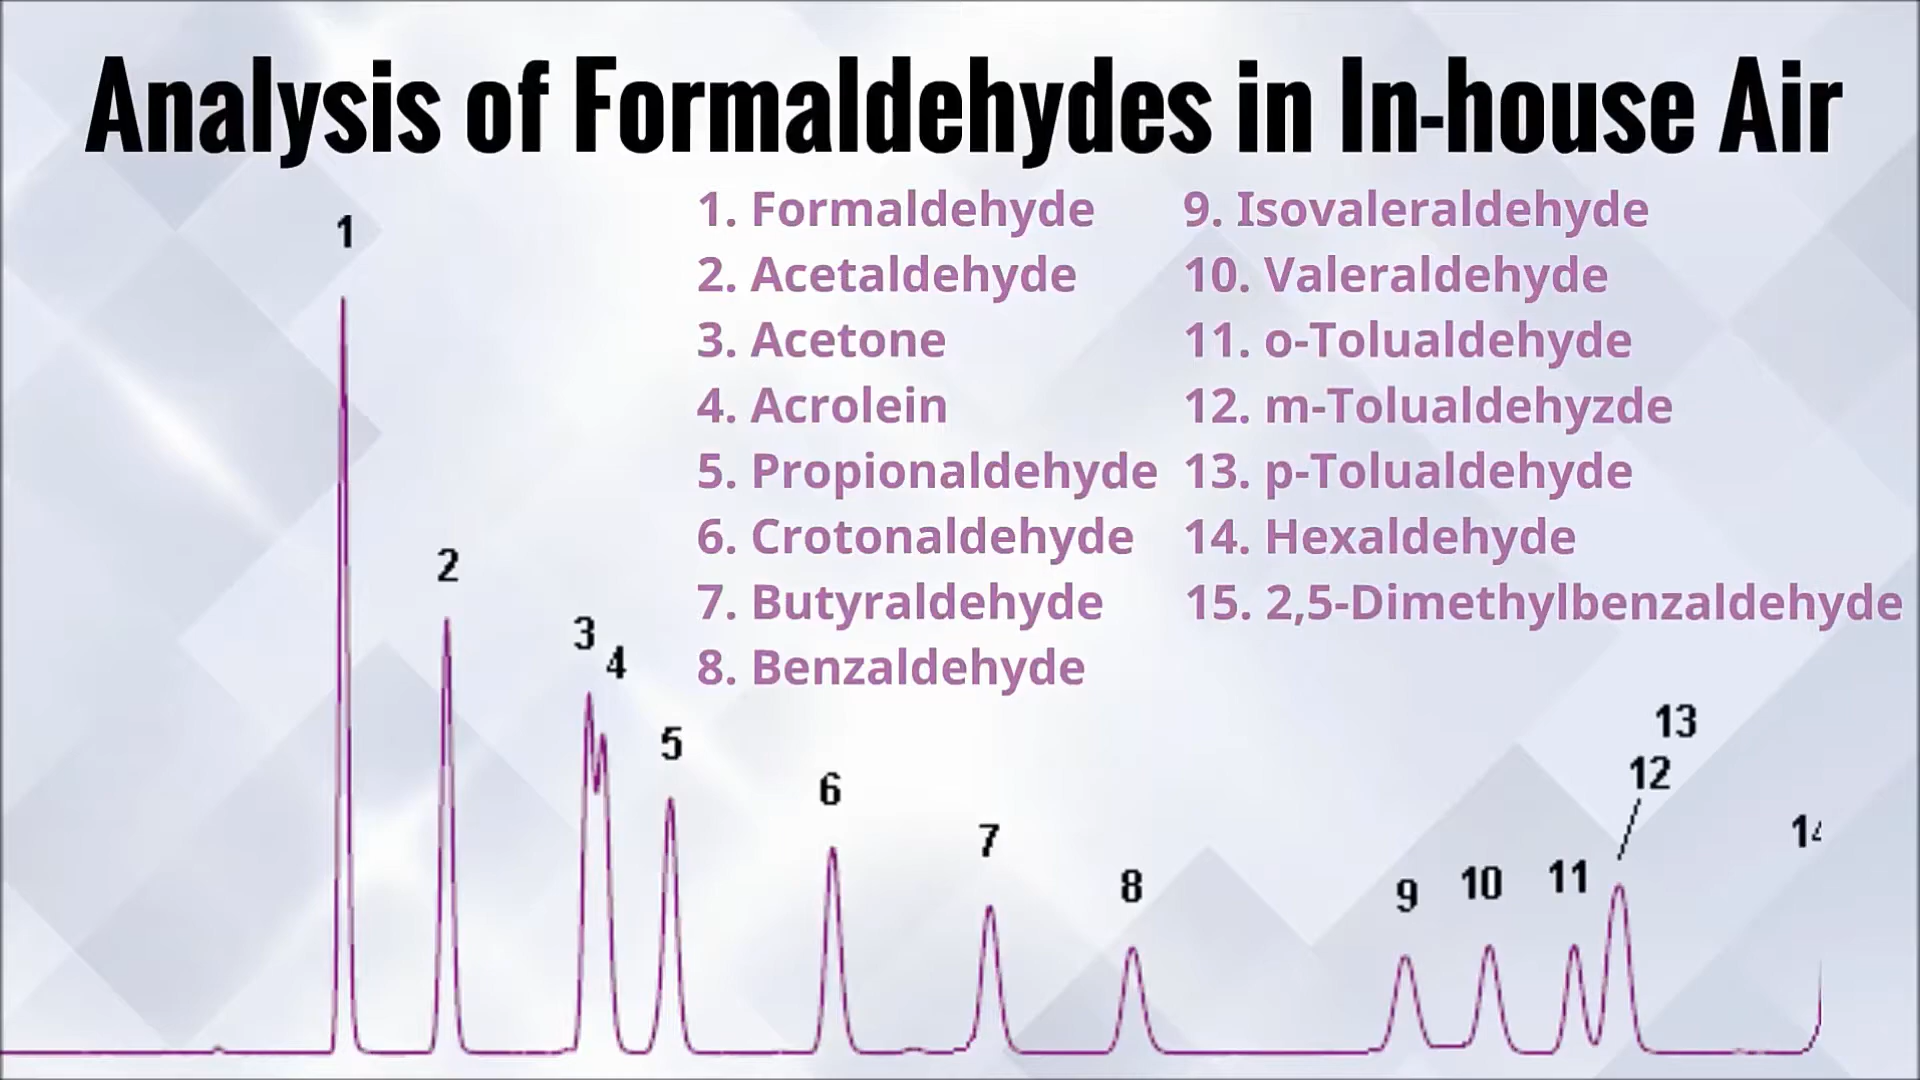 Analysis of Formaldehydes in In-house Air
1. Formaldehyde
2. Acetaldehyde
3. Acetone
4. Acrolein
5. Propionaldehyde
6. Crotonaldehyde
7. Butyraldehyde
8. Benzaldehyde
9. Isovaleraldehyde
10. Valeraldehyde
11. o-Tolualdehyde
12. m-Tolualdehyzde
13. p-Tolualdehyde
14. Hexaldehyde
15. 2,5-Dimethylbenzaldehyde
1
2
3
4
5
6
7
8
9
10
11
12
13